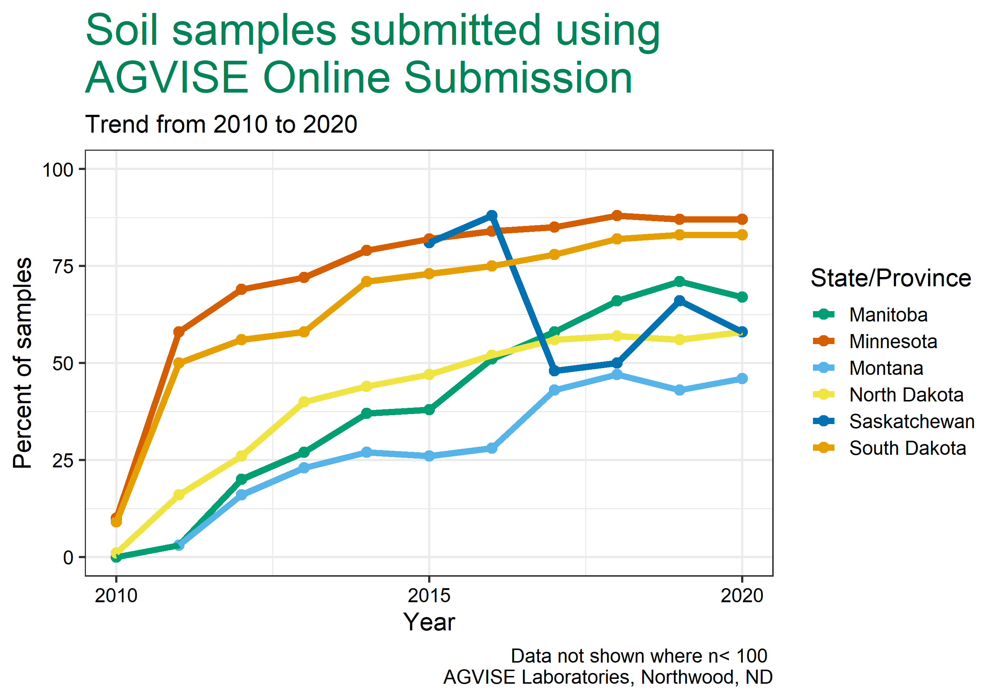 Soil samples submitted using
AGVISE Online Submission
Trend from 2010 to 2020
Percent of samples
100
75
50
25
0
2010
2015
2020
Year
State/Province
Manitoba
Minnesota
Montana
North Dakota
Saskatchewan
South Dakota
Data not shown where n< 100
AGVISE Laboratories, Northwood, ND